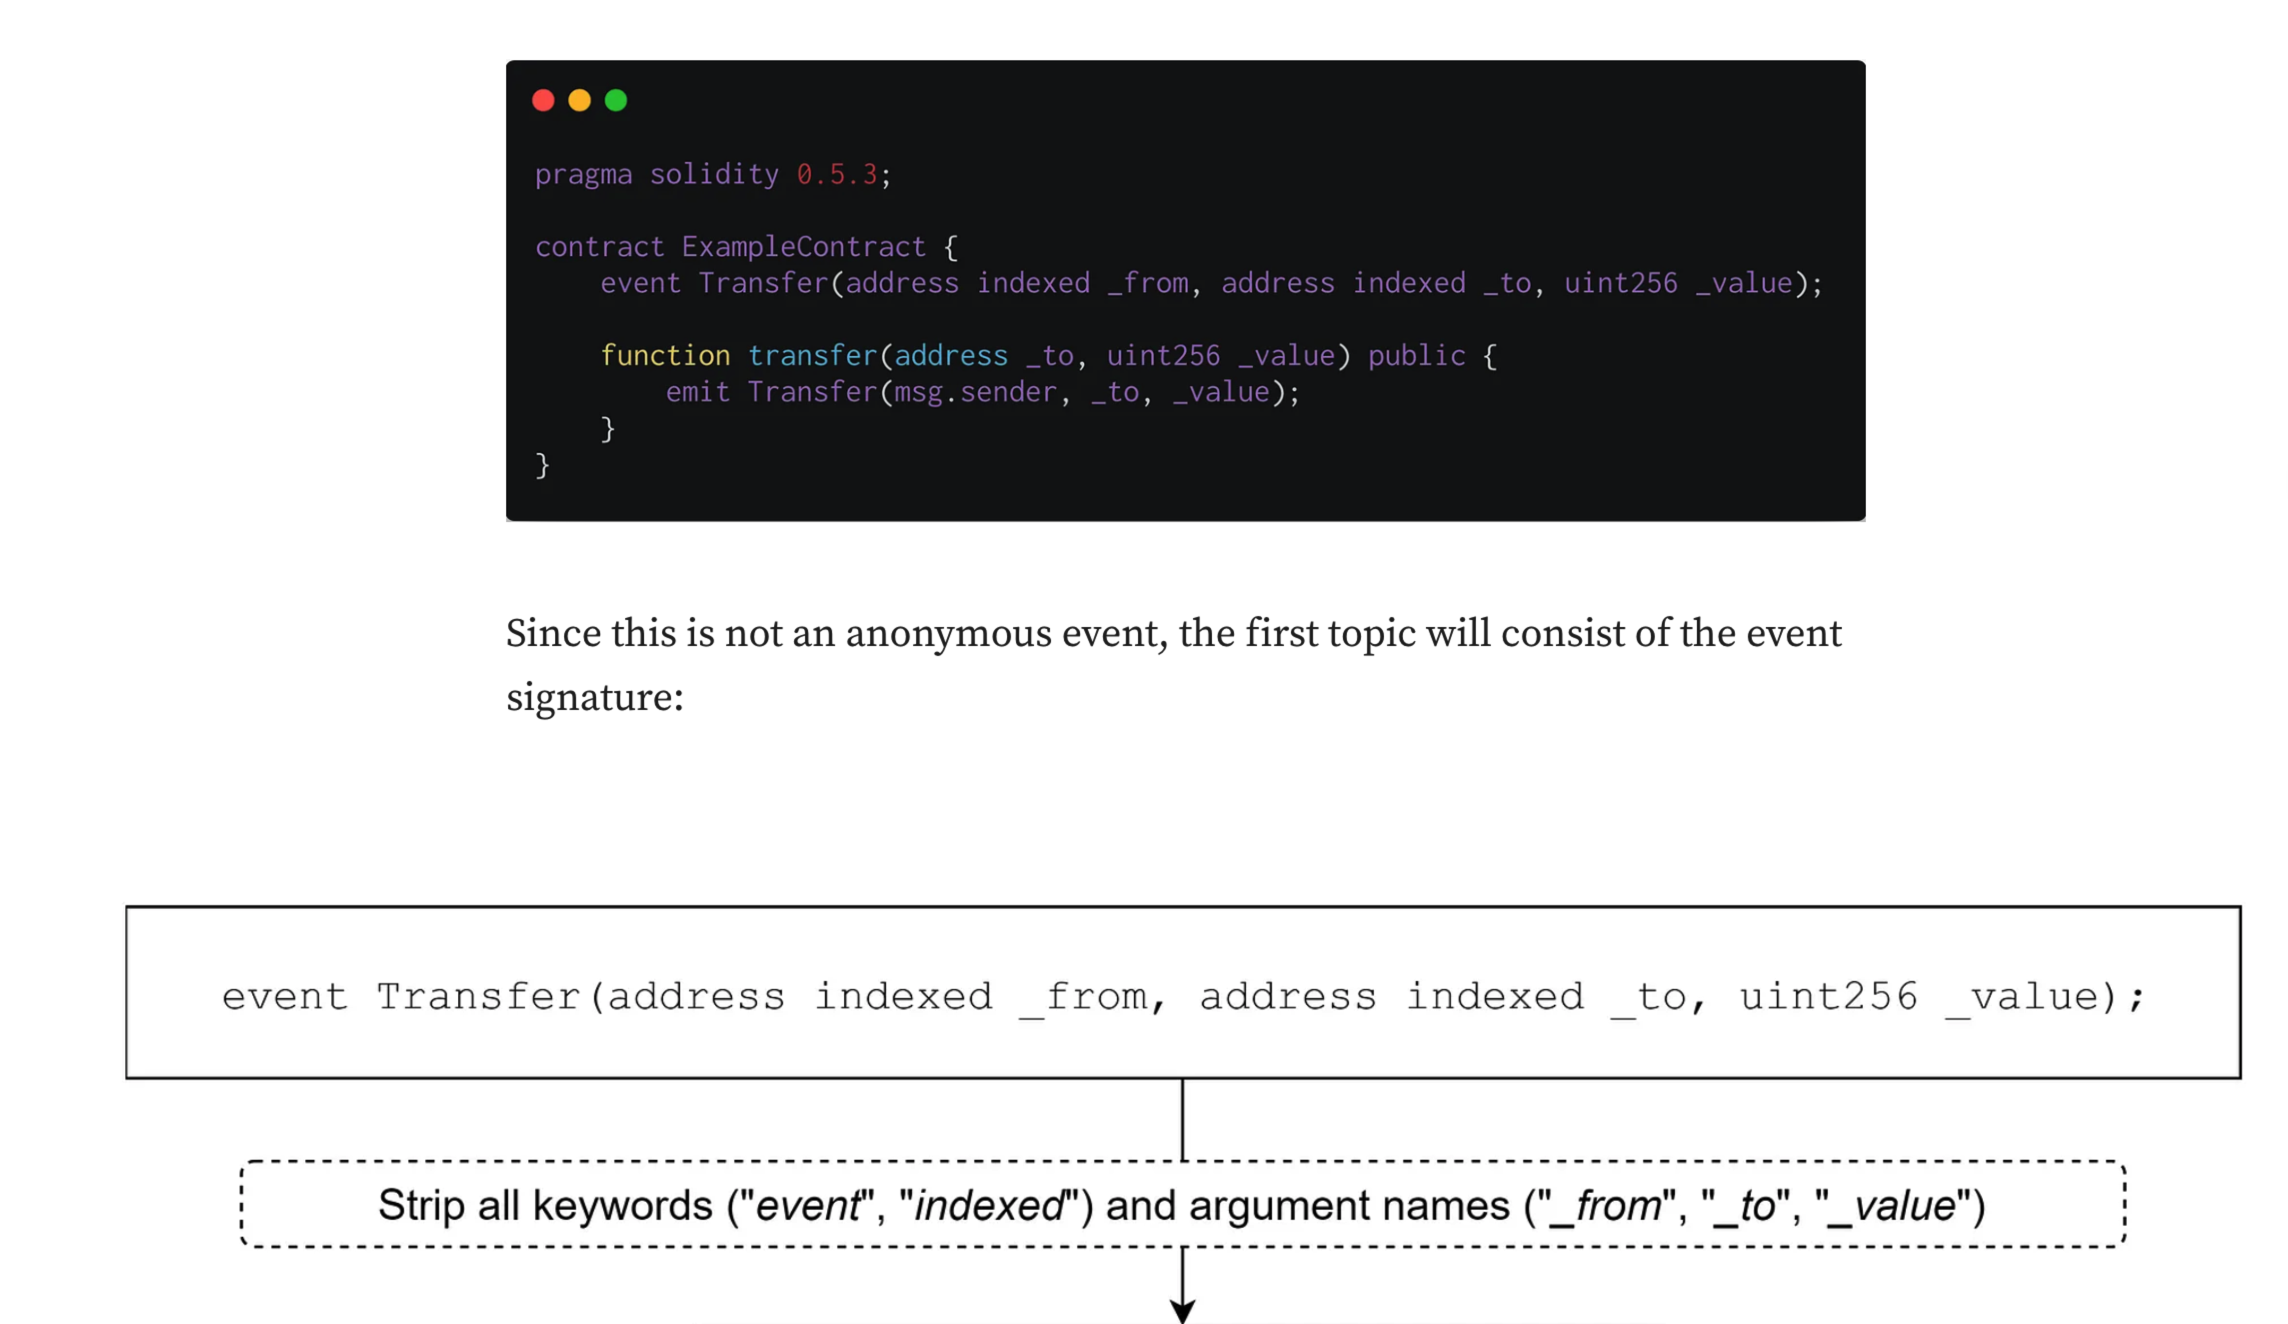 pragma solidity 0.5.3;
contract ExampleContract {
event Transfer(address indexed _from, address indexed _to, uint256 _value);
function transfer(address _to, uint256 _value) public {
emit Transfer(msg.sender, _to, _value);
}
}
Since this is not an anonymous event, the first topic will consist of the event
signature:
event Transfer(address indexed _from, address indexed _to, uint256 _value);
Strip all keywords ("event", "indexed") and argument names ("_from", "_to", "_value")